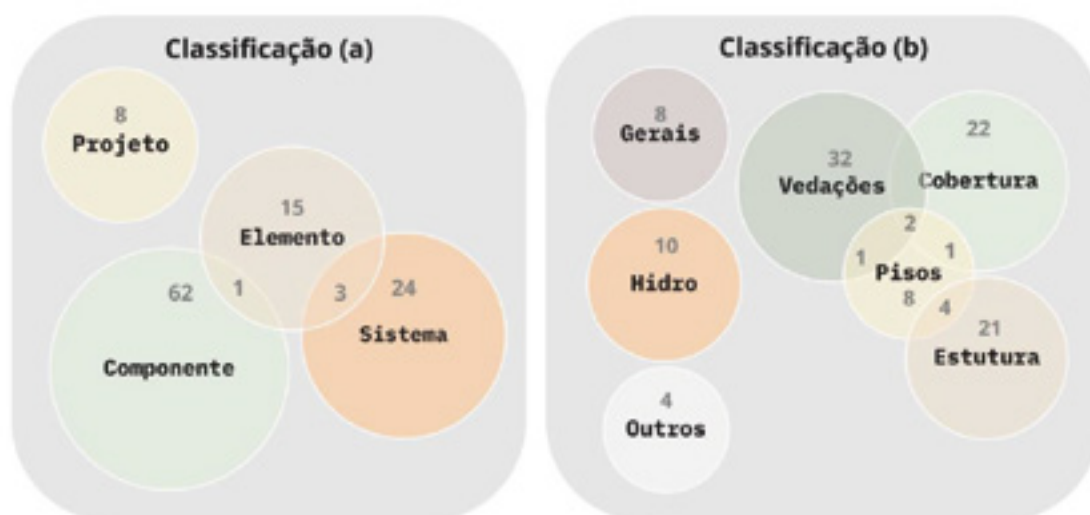 Classificação (a)
8
Projeto
15
Elemento
62
1
3
24
Sistema
Componente
Classificação (b)
8
Gerais
32
Vedações
22
Cobertura
2
1
1
Pisos
8
4
10
Hidro
21
Estutura
4
Outros